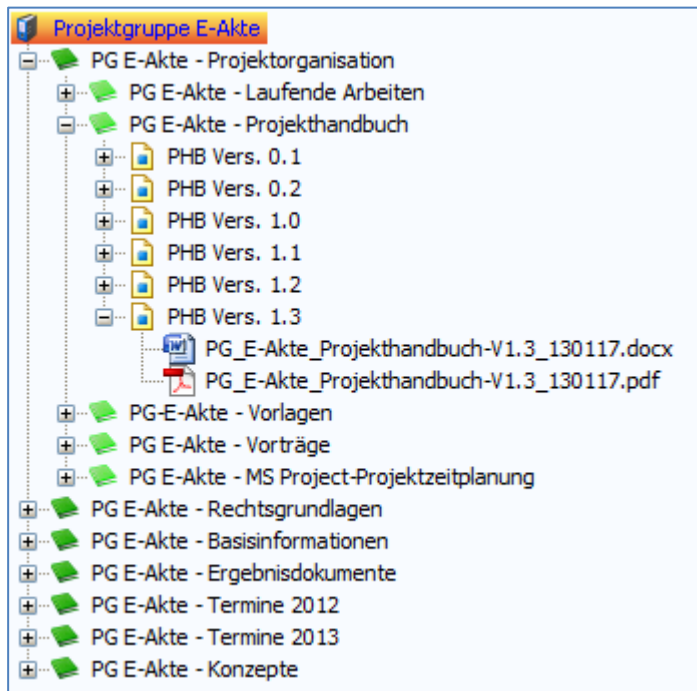 Projektgruppe E-Akte
PG E-Akte - Projektorganisation
PG E-Akte - Laufende Arbeiten
PG E-Akte - Projekthandbuch
PHB Vers. 0.1
PHB Vers. 0.2
PHB Vers. 1.0
PHB Vers. 1.1
PHB Vers. 1.2
PHB Vers. 1.3
PG_E-Akte_Projekthandbuch-V1.3_130117.docx
PG_E-Akte_Projekthandbuch-V1.3_130117.pdf
PG-E-Akte - Vorlagen
PG E-Akte - Vorträge
PG E-Akte - MS Project-Projektzeitplanung
PG E-Akte - Rechtsgrundlagen
PG E-Akte - Basisinformationen
PG E-Akte - Ergebnisdokumente
PG E-Akte - Termine 2012
PG E-Akte - Termine 2013
PG E-Akte - Konzepte